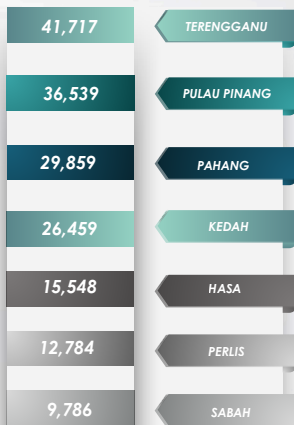 41,717 TERENGGANU
36,539 PULAU PINANG
29,859 PAHANG
26,459 KEDAH
15,548 HASA
12,784 PERLIS
9,786 SABAH